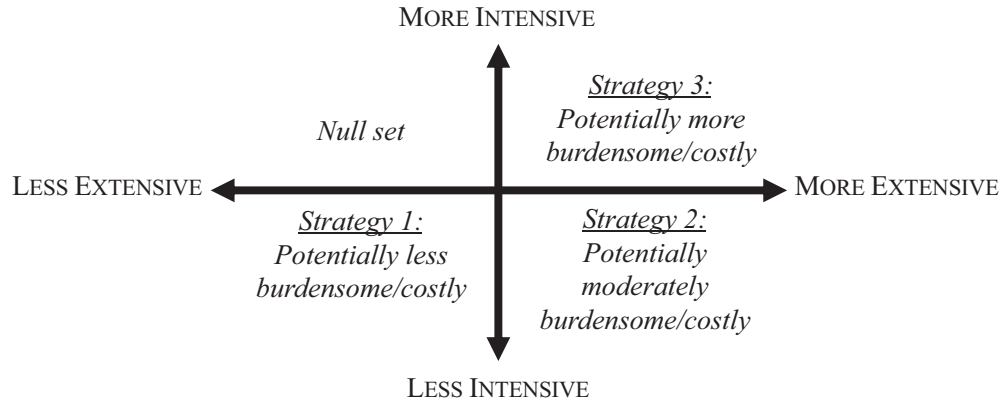 MORE INTENSIVE
Null set
Strategy 3:
Potentially more
burdensome/costly
LESS EXTENSIVE
MORE EXTENSIVE
Strategy 1:
Potentially less
burdensome/costly
Strategy 2:
Potentially
moderately
burdensome/costly
LESS INTENSIVE